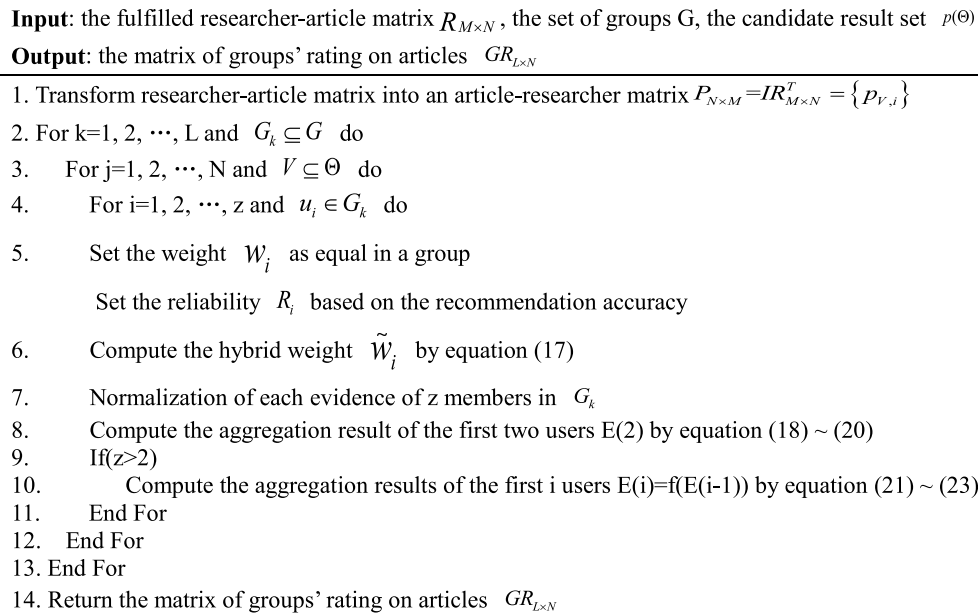 Input: the fulfilled researcher-article matrix R_{M×N}, the set of groups G, the candidate result set p(Θ)
Output: the matrix of groups' rating on articles GR_{L×N}
1. Transform researcher-article matrix into an article-researcher matrix P_{N×M}=IR^T_{M×N}={p_{V,i}}
2. For k=1, 2, ⋯, L and G_k ⊆ G do
3. For j=1, 2, ⋯, N and V ⊆ Θ do
4. For i=1, 2, ⋯, z and u_i ∈ G_k do
5. Set the weight w_i as equal in a group
Set the reliability R_i based on the recommendation accuracy
6. Compute the hybrid weight w̃_i by equation (17)
7. Normalization of each evidence of z members in G_k
8. Compute the aggregation result of the first two users E(2) by equation (18) ~ (20)
9. If(z>2)
10. Compute the aggregation results of the first i users E(i)=f(E(i-1)) by equation (21) ~ (23)
11. End For
12. End For
13. End For
14. Return the matrix of groups' rating on articles GR_{L×N}